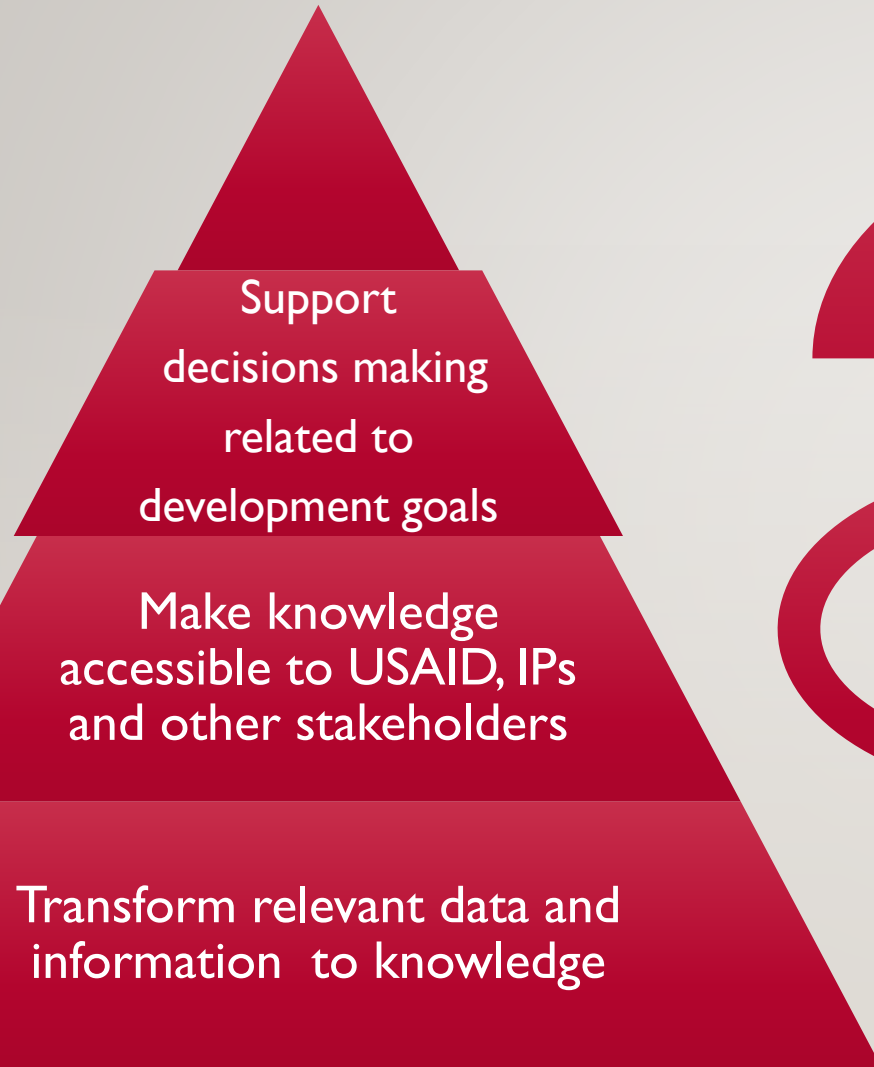 Support
decisions making
related to
development goals
Make knowledge
accessible to USAID, IPs
and other stakeholders
Transform relevant data and
information  to knowledge